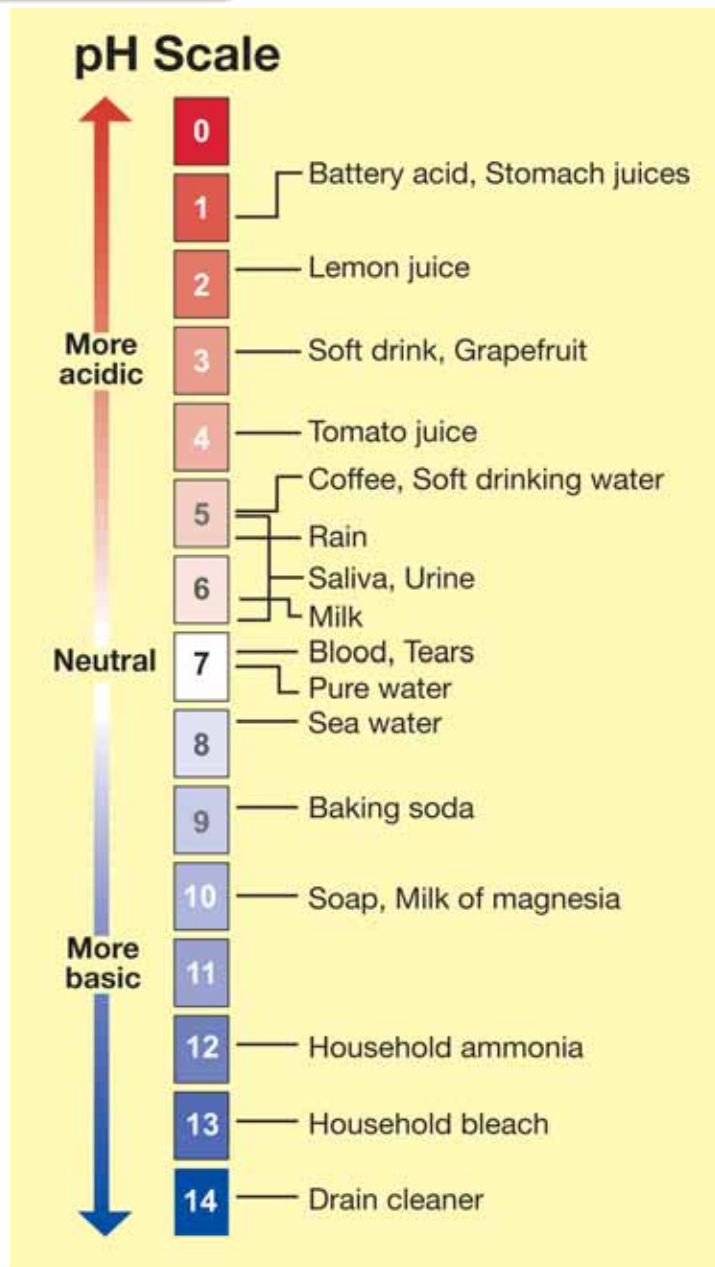 pH Scale
0
Battery acid, Stomach juices
1
Lemon juice
2
More
acidic
Soft drink, Grapefruit
3
Tomato juice
4
Coffee, Soft drinking water
5
Rain
Saliva, Urine
6
Milk
Neutral
7
Blood, Tears
Pure water
Sea water
8
Baking soda
9
Soap, Milk of magnesia
10
More
basic
11
Household ammonia
12
Household bleach
13
Drain cleaner
14